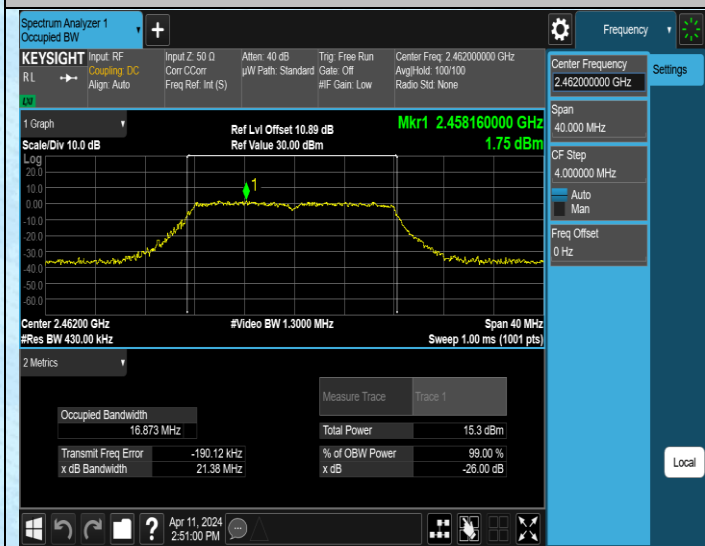 Spectrum Analyzer 1
Occupied BW
Frequency
KEYSIGHT
RL
Input: RF
Coupling: DC
Align: Auto
Input Z: 50 Ω
Corr CCorr
Freq Ref: Int (S)
Atten: 40 dB
µW Path: Standard
Trig: Free Run
Gate: Off
#IF Gain: Low
Center Freq: 2.462000000 GHz
Avg|Hold: 100/100
Radio Std: None
1 Graph
Scale/Div 10.0 dB
Ref Lvl Offset 10.89 dB
Ref Value 30.00 dBm
Mkr1 2.458160000 GHz
1.75 dBm
Log
20.0
10.0
0.00
-10.0
-20.0
-30.0
-40.0
-50.0
-60.0
1
Center 2.46200 GHz
#Res BW 430.00 kHz
#Video BW 1.3000 MHz
Span 40 MHz
Sweep 1.00 ms (1001 pts)
2 Metrics
Measure Trace
Trace 1
Occupied Bandwidth
16.873 MHz
Total Power 15.3 dBm
Transmit Freq Error -190.12 kHz
% of OBW Power 99.00 %
x dB Bandwidth 21.38 MHz
x dB -26.00 dB
Center Frequency
2.462000000 GHz
Settings
Span
40.000 MHz
CF Step
4.000000 MHz
Auto
Man
Freq Offset
0 Hz
Local
?
Apr 11, 2024
2:51:00 PM